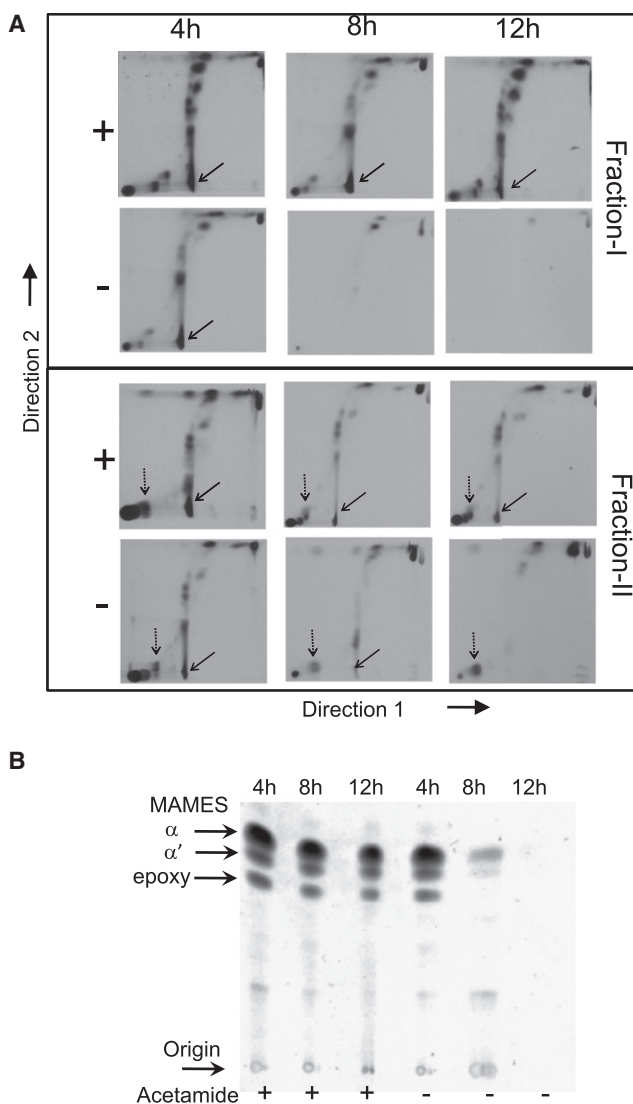 A
4h 8h 12h
+
-
Fraction-I
+
-
Fraction-II
Direction 2
Direction 1
B
4h 8h 12h 4h 8h 12h
MAMES
α
α’
epoxy
Origin
Acetamide + + + - - -